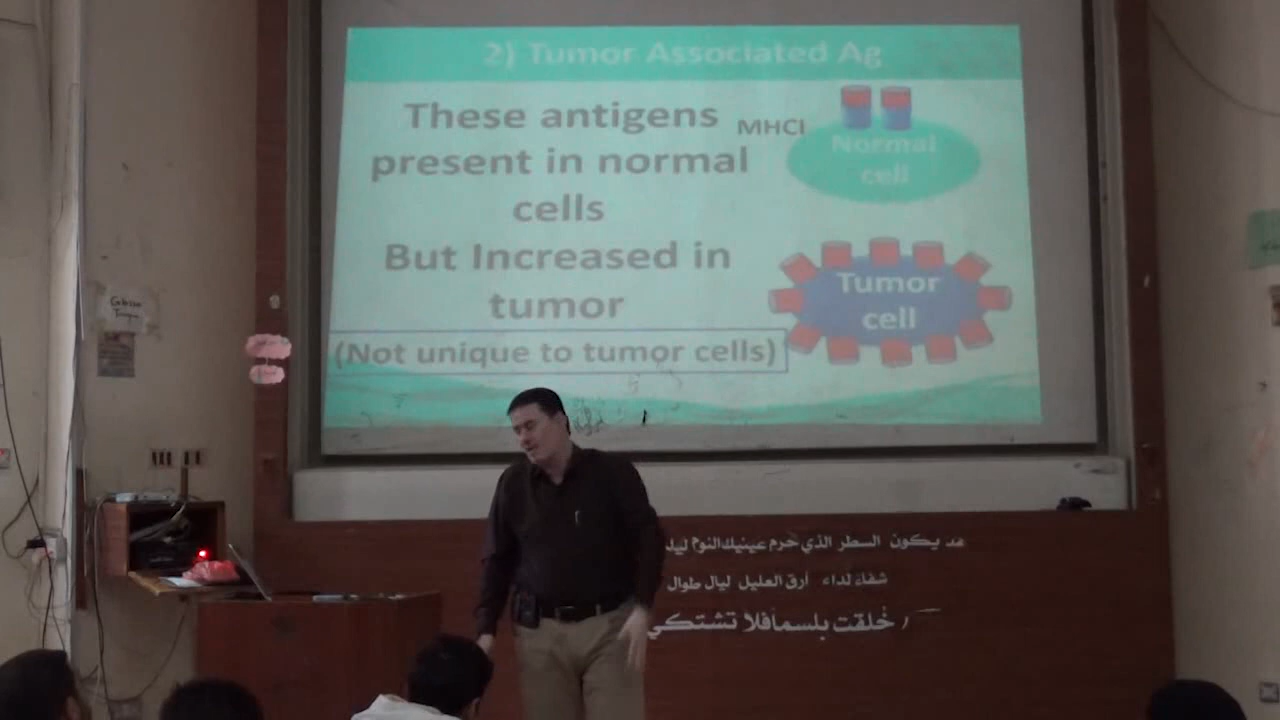 2) Tumor Associated Ag
These antigens
present in normal
cells
But Increased in
tumor
(Not unique to tumor cells)
MHCI
Normal
cell
Tumor
cell
قد يكون السطر الذي حرم عينيك النوم
شفاءً لداء أرق العليل ليال طوال
خُلقت بلسماً فلا تشتكي